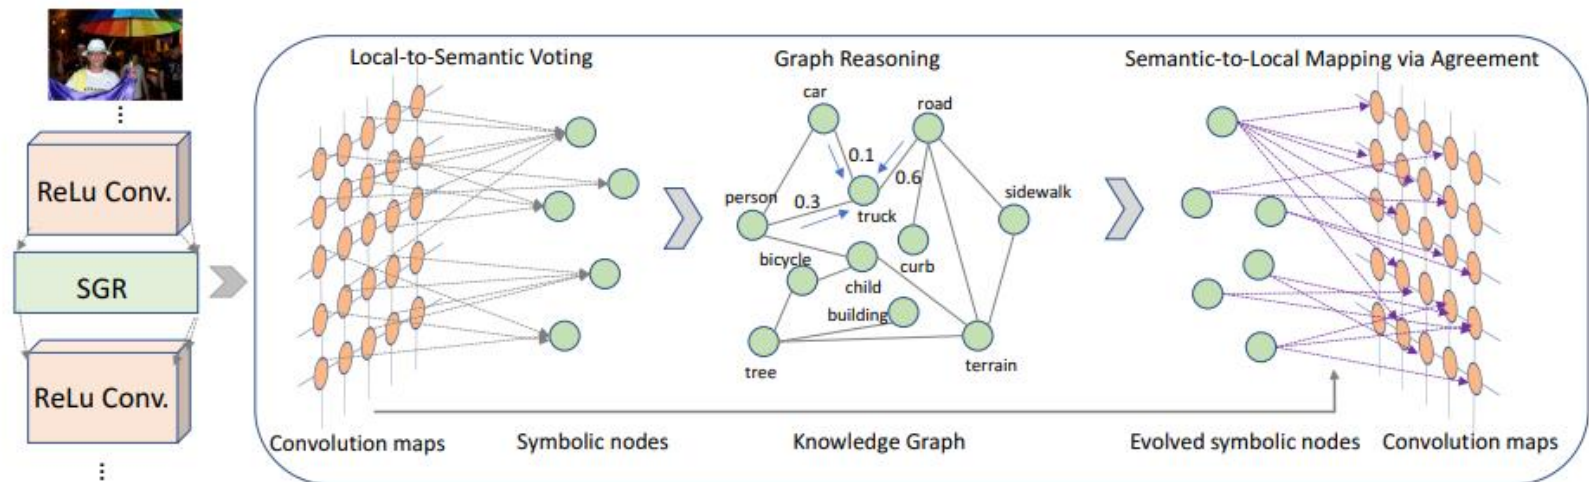 Local-to-Semantic Voting
Graph Reasoning
Semantic-to-Local Mapping via Agreement
ReLu Conv.
SGR
ReLu Conv.
car
road
0.1
0.6
person
0.3
truck
sidewalk
bicycle
curb
child
building
tree
terrain
Convolution maps
Symbolic nodes
Knowledge Graph
Evolved symbolic nodes
Convolution maps